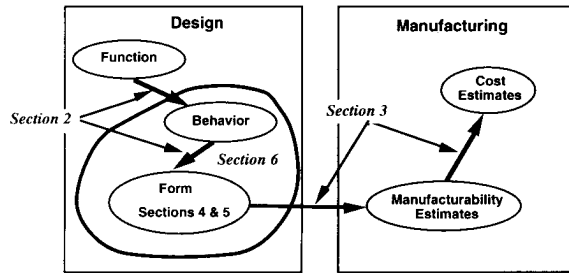 Design
Manufacturing
Function
Cost
Estimates
Section 2
Behavior
Section 3
Section 6
Form
Sections 4 & 5
Manufacturability
Estimates